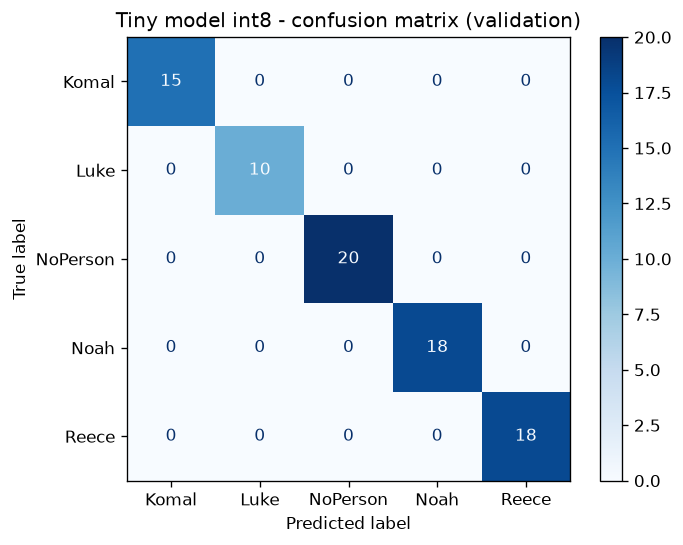 Tiny model int8 - confusion matrix (validation)
True label
Komal 15 0 0 0 0
Luke 0 10 0 0 0
NoPerson 0 0 20 0 0
Noah 0 0 0 18 0
Reece 0 0 0 0 18
Komal Luke NoPerson Noah Reece
Predicted label
20.0
17.5
15.0
12.5
10.0
7.5
5.0
2.5
0.0